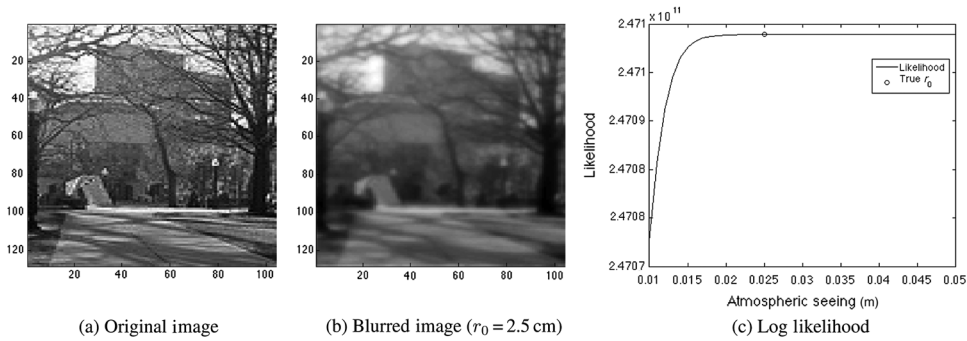 20
40
60
80
100
120
20 40 60 80 100
(a) Original image
20
40
60
80
100
120
20 40 60 80 100
(b) Blurred image (r₀ = 2.5 cm)
x 10¹¹
2.471
2.471
2.4709
2.4708
2.4708
2.4707
Likelihood
Likelihood
True r₀
0.01 0.015 0.02 0.025 0.03 0.035 0.04 0.045 0.05
Atmospheric seeing (m)
(c) Log likelihood